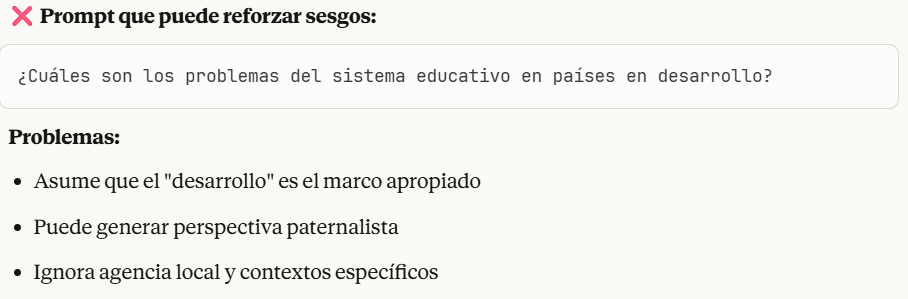 ❌ Prompt que puede reforzar sesgos:
¿Cuáles son los problemas del sistema educativo en países en desarrollo?
Problemas:
• Asume que el "desarrollo" es el marco apropiado
• Puede generar perspectiva paternalista
• Ignora agencia local y contextos específicos